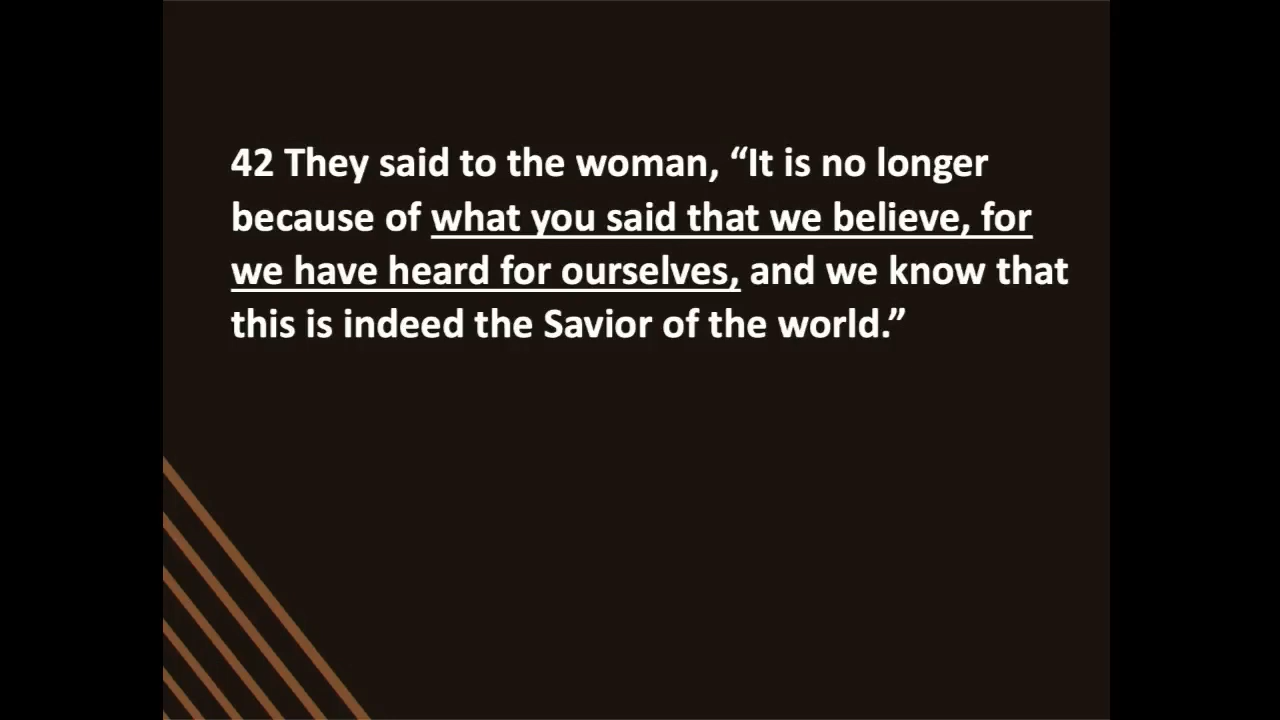 42 They said to the woman, “It is no longer
because of what you said that we believe, for
we have heard for ourselves, and we know that
this is indeed the Savior of the world.”